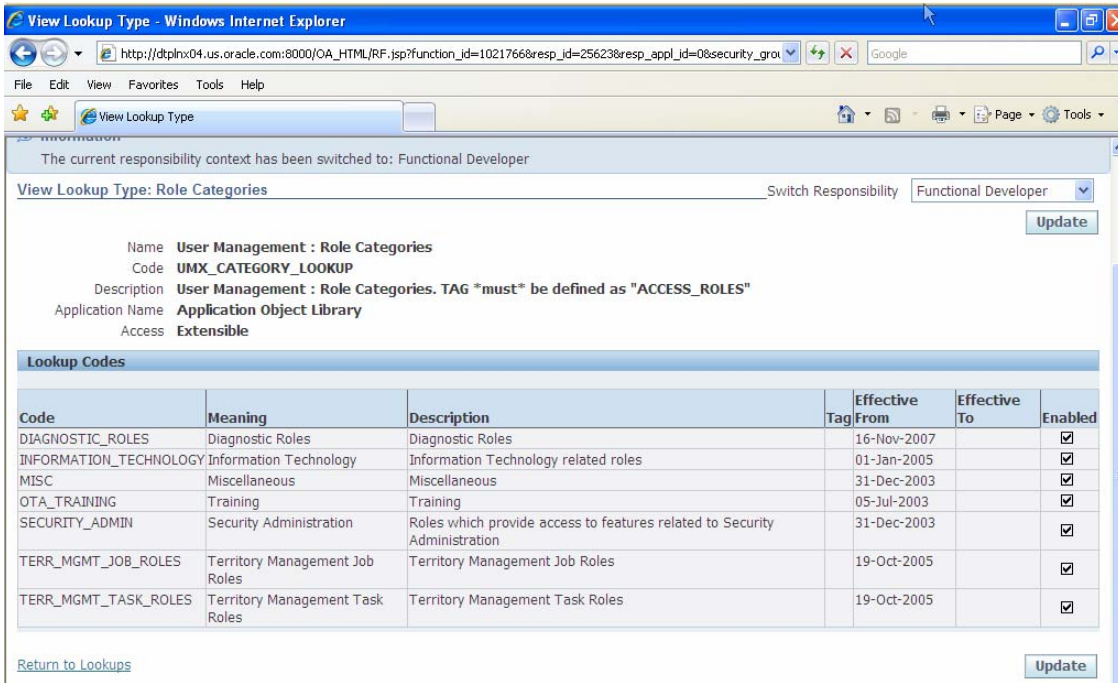 View Lookup Type - Windows Internet Explorer
http://dtplnx04.us.oracle.com:8000/OA_HTML/RF.jsp?function_id=1021766&resp_id=25623&resp_appl_id=0&security_grou
Google
File Edit View Favorites Tools Help
View Lookup Type
Page Tools
Information
The current responsibility context has been switched to: Functional Developer
View Lookup Type: Role Categories
Switch Responsibility Functional Developer
Update
Name User Management : Role Categories
Code UMX_CATEGORY_LOOKUP
Description User Management : Role Categories. TAG *must* be defined as "ACCESS_ROLES"
Application Name Application Object Library
Access Extensible
Lookup Codes
Code Meaning Description Tag Effective From Effective To Enabled
DIAGNOSTIC_ROLES Diagnostic Roles Diagnostic Roles 16-Nov-2007
INFORMATION_TECHNOLOGY Information Technology Information Technology related roles 01-Jan-2005
MISC Miscellaneous Miscellaneous 31-Dec-2003
OTA_TRAINING Training Training 05-Jul-2003
SECURITY_ADMIN Security Administration Roles which provide access to features related to Security Administration 31-Dec-2003
TERR_MGMT_JOB_ROLES Territory Management Job Roles Territory Management Job Roles 19-Oct-2005
TERR_MGMT_TASK_ROLES Territory Management Task Roles Territory Management Task Roles 19-Oct-2005
Return to Lookups
Update